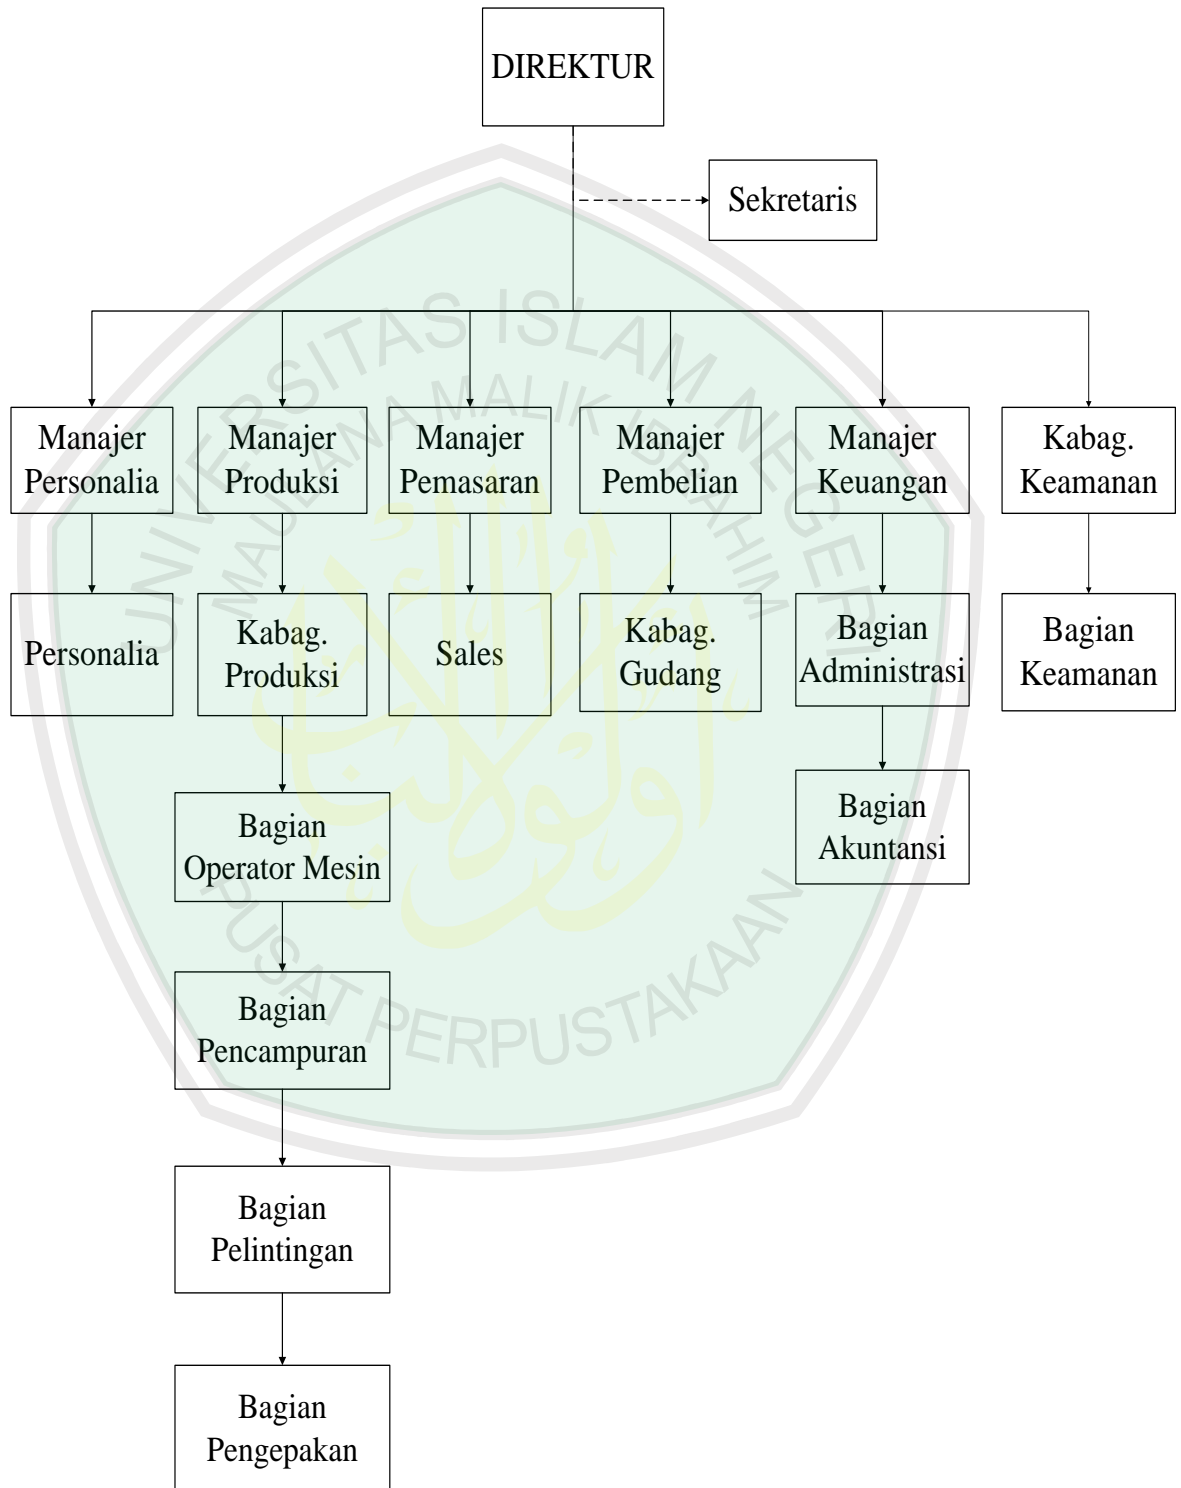 DIREKTUR
Sekretaris
Manajer
Personalia
Manajer
Produksi
Manajer
Pemasaran
Manajer
Pembelian
Manajer
Keuangan
Kabag.
Keamanan
Personalia
Kabag.
Produksi
Sales
Kabag.
Gudang
Bagian
Administrasi
Bagian
Keamanan
Bagian
Operator Mesin
Bagian
Akuntansi
Bagian
Pencampuran
Bagian
Pelintingan
Bagian
Pengepakan
UNIVERSITAS ISLAM NEGERI
MAULANA MALIK IBRAHIM
PUSAT PERPUSTAKAAN